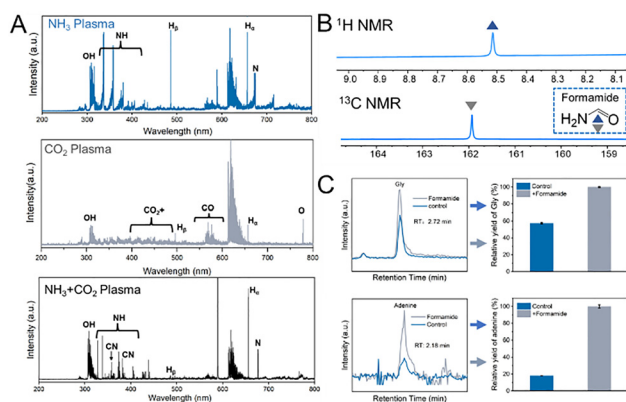 A
NH₃ Plasma
Intensity (a.u.)
OH
NH
Hβ
Hα
N
200 300 400 500 600 700 800
Wavelength (nm)
CO₂ Plasma
Intensity(a.u.)
OH
CO₂+
Hβ
CO
Hα
O
200 300 400 500 600 700 800
Wavelength (nm)
NH₃+CO₂ Plasma
Intensity (a.u.)
OH
NH
CN
CN
Hβ
Hα
N
200 300 400 500 600 700 800
Wavelength (nm)
B
¹H NMR
9.0 8.9 8.8 8.7 8.6 8.5 8.4 8.3 8.2 8.1
¹³C NMR
Formamide
H₂N O
164 163 162 161 160 159
C
Intensity (a.u.)
Gly
Formamide
control
RT: 2.72 min
Retention Time (min)
Relative yield of Gly (%)
100
80
60
40
20
0
Control
+Formamide
Intensity (a.u.)
Adenine
Formamide
Control
RT: 2.18 min
Retention Time (min)
Relative yield of adenine (%)
100
80
60
40
20
0
Control
+Formamide